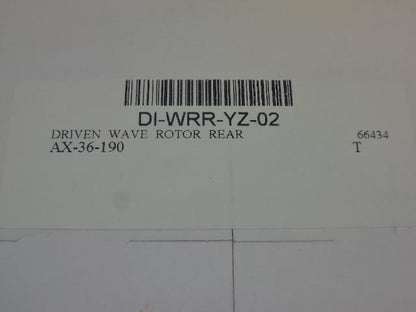 DI-WRR-YZ-02
DRIVEN WAVE ROTOR REAR 66434
AX-36-190 T